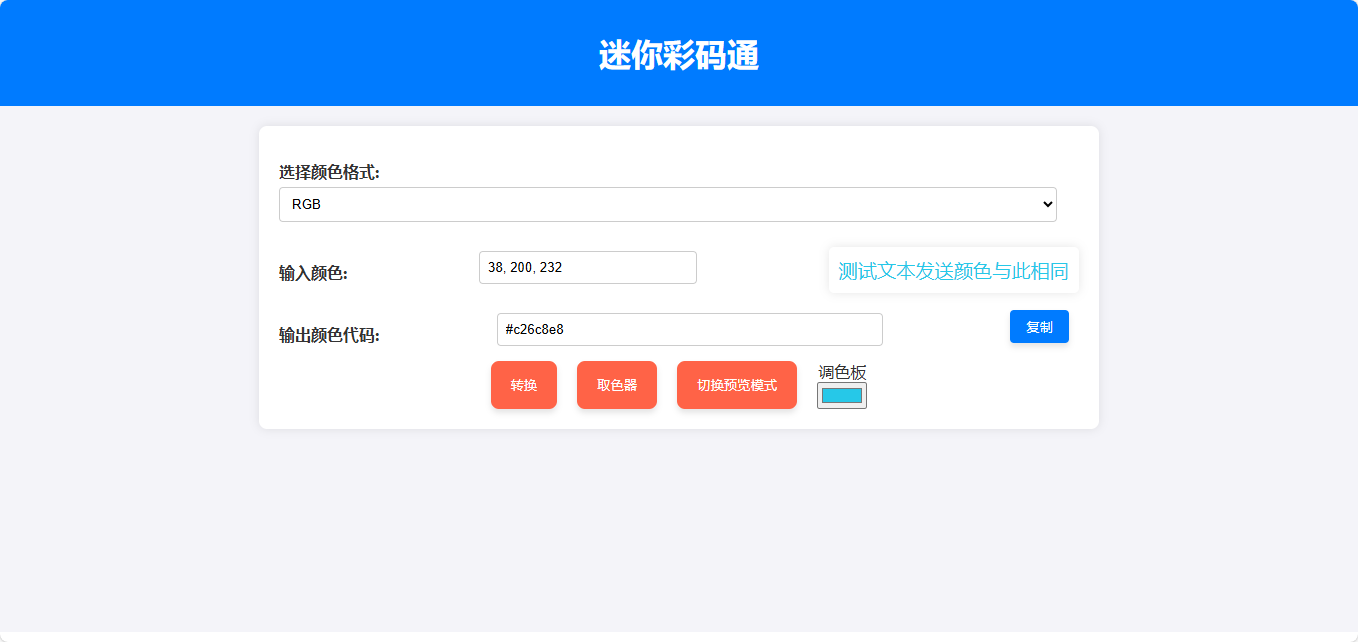 迷你彩码通
选择颜色格式:
RGB
输入颜色:
38, 200, 232
测试文本发送颜色与此相同
输出颜色代码:
#c26c8e8
复制
转换
取色器
切换预览模式
调色板